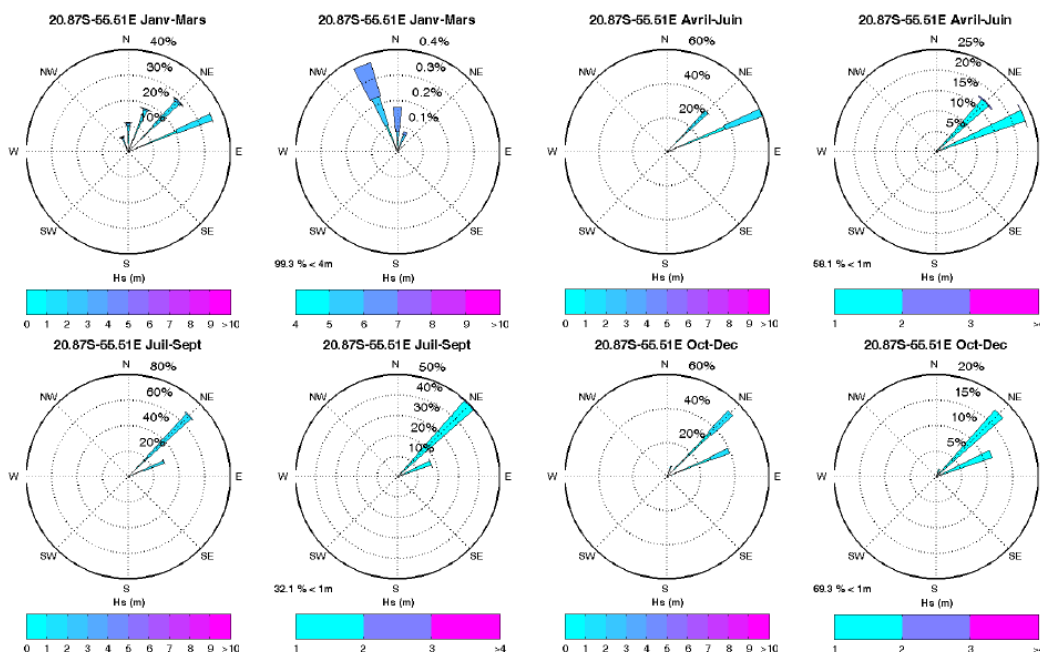 20.87S-55.51E Janv-Mars
N
40%
30%
20%
10%
NW
NE
W
E
SW
SE
S
Hs (m)
0 1 2 3 4 5 6 7 8 9 >10
20.87S-55.51E Janv-Mars
N
0.4%
0.3%
0.2%
0.1%
NW
NE
W
E
SW
SE
S
99.3 % < 4m
Hs (m)
4 5 6 7 8 9 >10
20.87S-55.51E Avril-Juin
N
60%
40%
20%
NW
NE
W
E
SW
SE
S
Hs (m)
0 1 2 3 4 5 6 7 8 9 >10
20.87S-55.51E Avril-Juin
N
25%
20%
15%
10%
5%
NW
NE
W
E
SW
SE
S
58.1 % < 1m
Hs (m)
1 2 3 >4
20.87S-55.51E Juil-Sept
N
80%
60%
40%
20%
NW
NE
W
E
SW
SE
S
Hs (m)
0 1 2 3 4 5 6 7 8 9 >10
20.87S-55.51E Juil-Sept
N
50%
40%
30%
20%
10%
NW
NE
W
E
SW
SE
S
32.1 % < 1m
Hs (m)
1 2 3 >4
20.87S-55.51E Oct-Dec
N
60%
40%
20%
NW
NE
W
E
SW
SE
S
Hs (m)
0 1 2 3 4 5 6 7 8 9 >10
20.87S-55.51E Oct-Dec
N
20%
15%
10%
5%
NW
NE
W
E
SW
SE
S
69.3 % < 1m
Hs (m)
1 2 3 >4